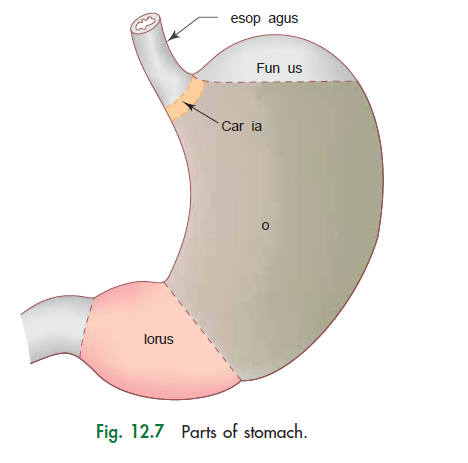 esop agus
Fun us
Car ia
o
lorus
Fig. 12.7 Parts of stomach.